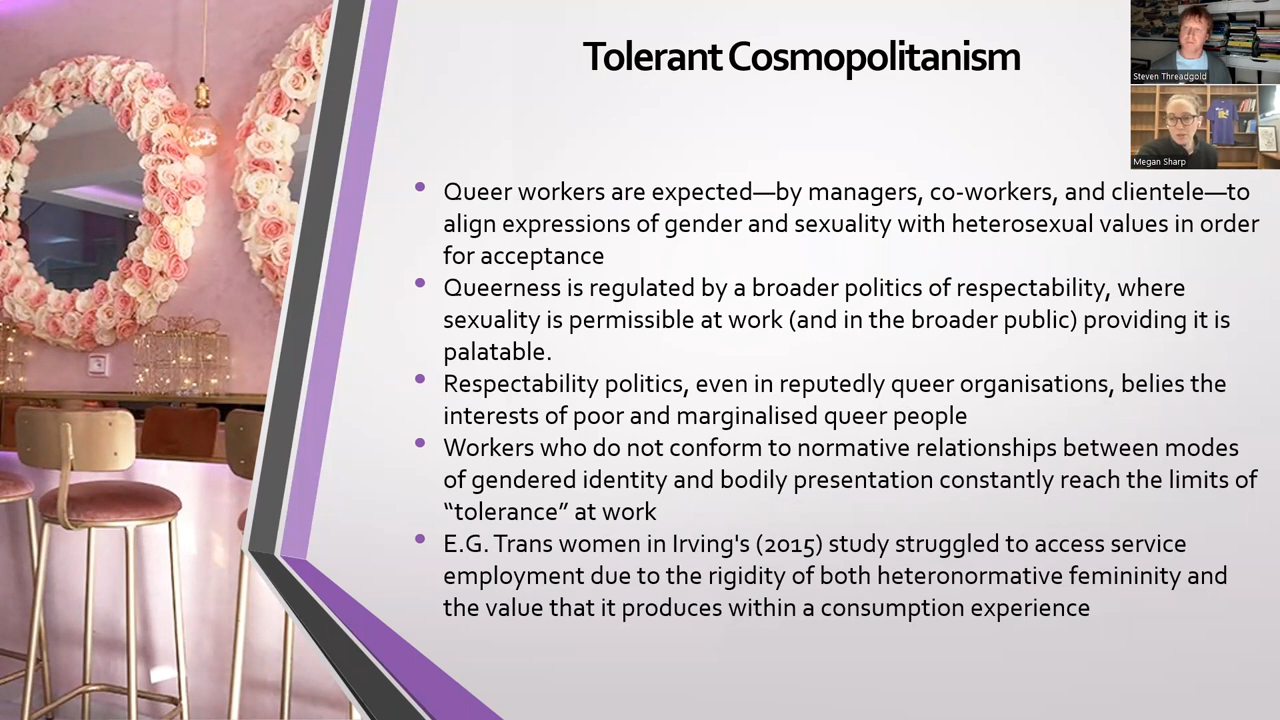 Tolerant Cosmopolitanism
Steven Threadgold
Megan Sharp
Queer workers are expected—by managers, co-workers, and clientele—to
align expressions of gender and sexuality with heterosexual values in order
for acceptance
Queerness is regulated by a broader politics of respectability, where
sexuality is permissible at work (and in the broader public) providing it is
palatable.
Respectability politics, even in reputedly queer organisations, belies the
interests of poor and marginalised queer people
Workers who do not conform to normative relationships between modes
of gendered identity and bodily presentation constantly reach the limits of
“tolerance” at work
E.G. Trans women in Irving's (2015) study struggled to access service
employment due to the rigidity of both heteronormative femininity and
the value that it produces within a consumption experience